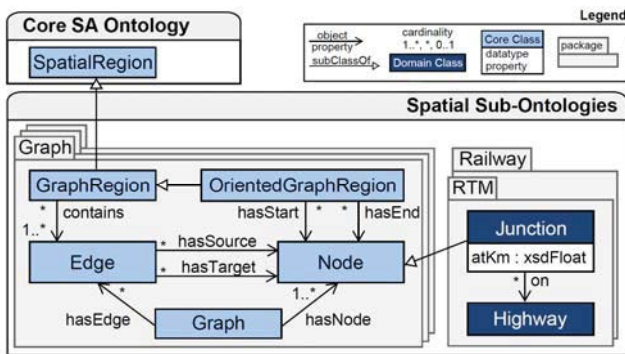 Core SA Ontology
SpatialRegion
Legend
object
property
subClassOf
cardinality
1..*, *, 0..1
Domain Class
Core Class
datatype
property
package
Spatial Sub-Ontologies
Graph
GraphRegion
OrientedGraphRegion
* contains
1..*
hasStart * * hasEnd
Edge
* hasSource
* hasTarget
Node
* 1..*
hasEdge
Graph
hasNode
Railway
RTM
Junction
atKm : xsdFloat
* on
Highway